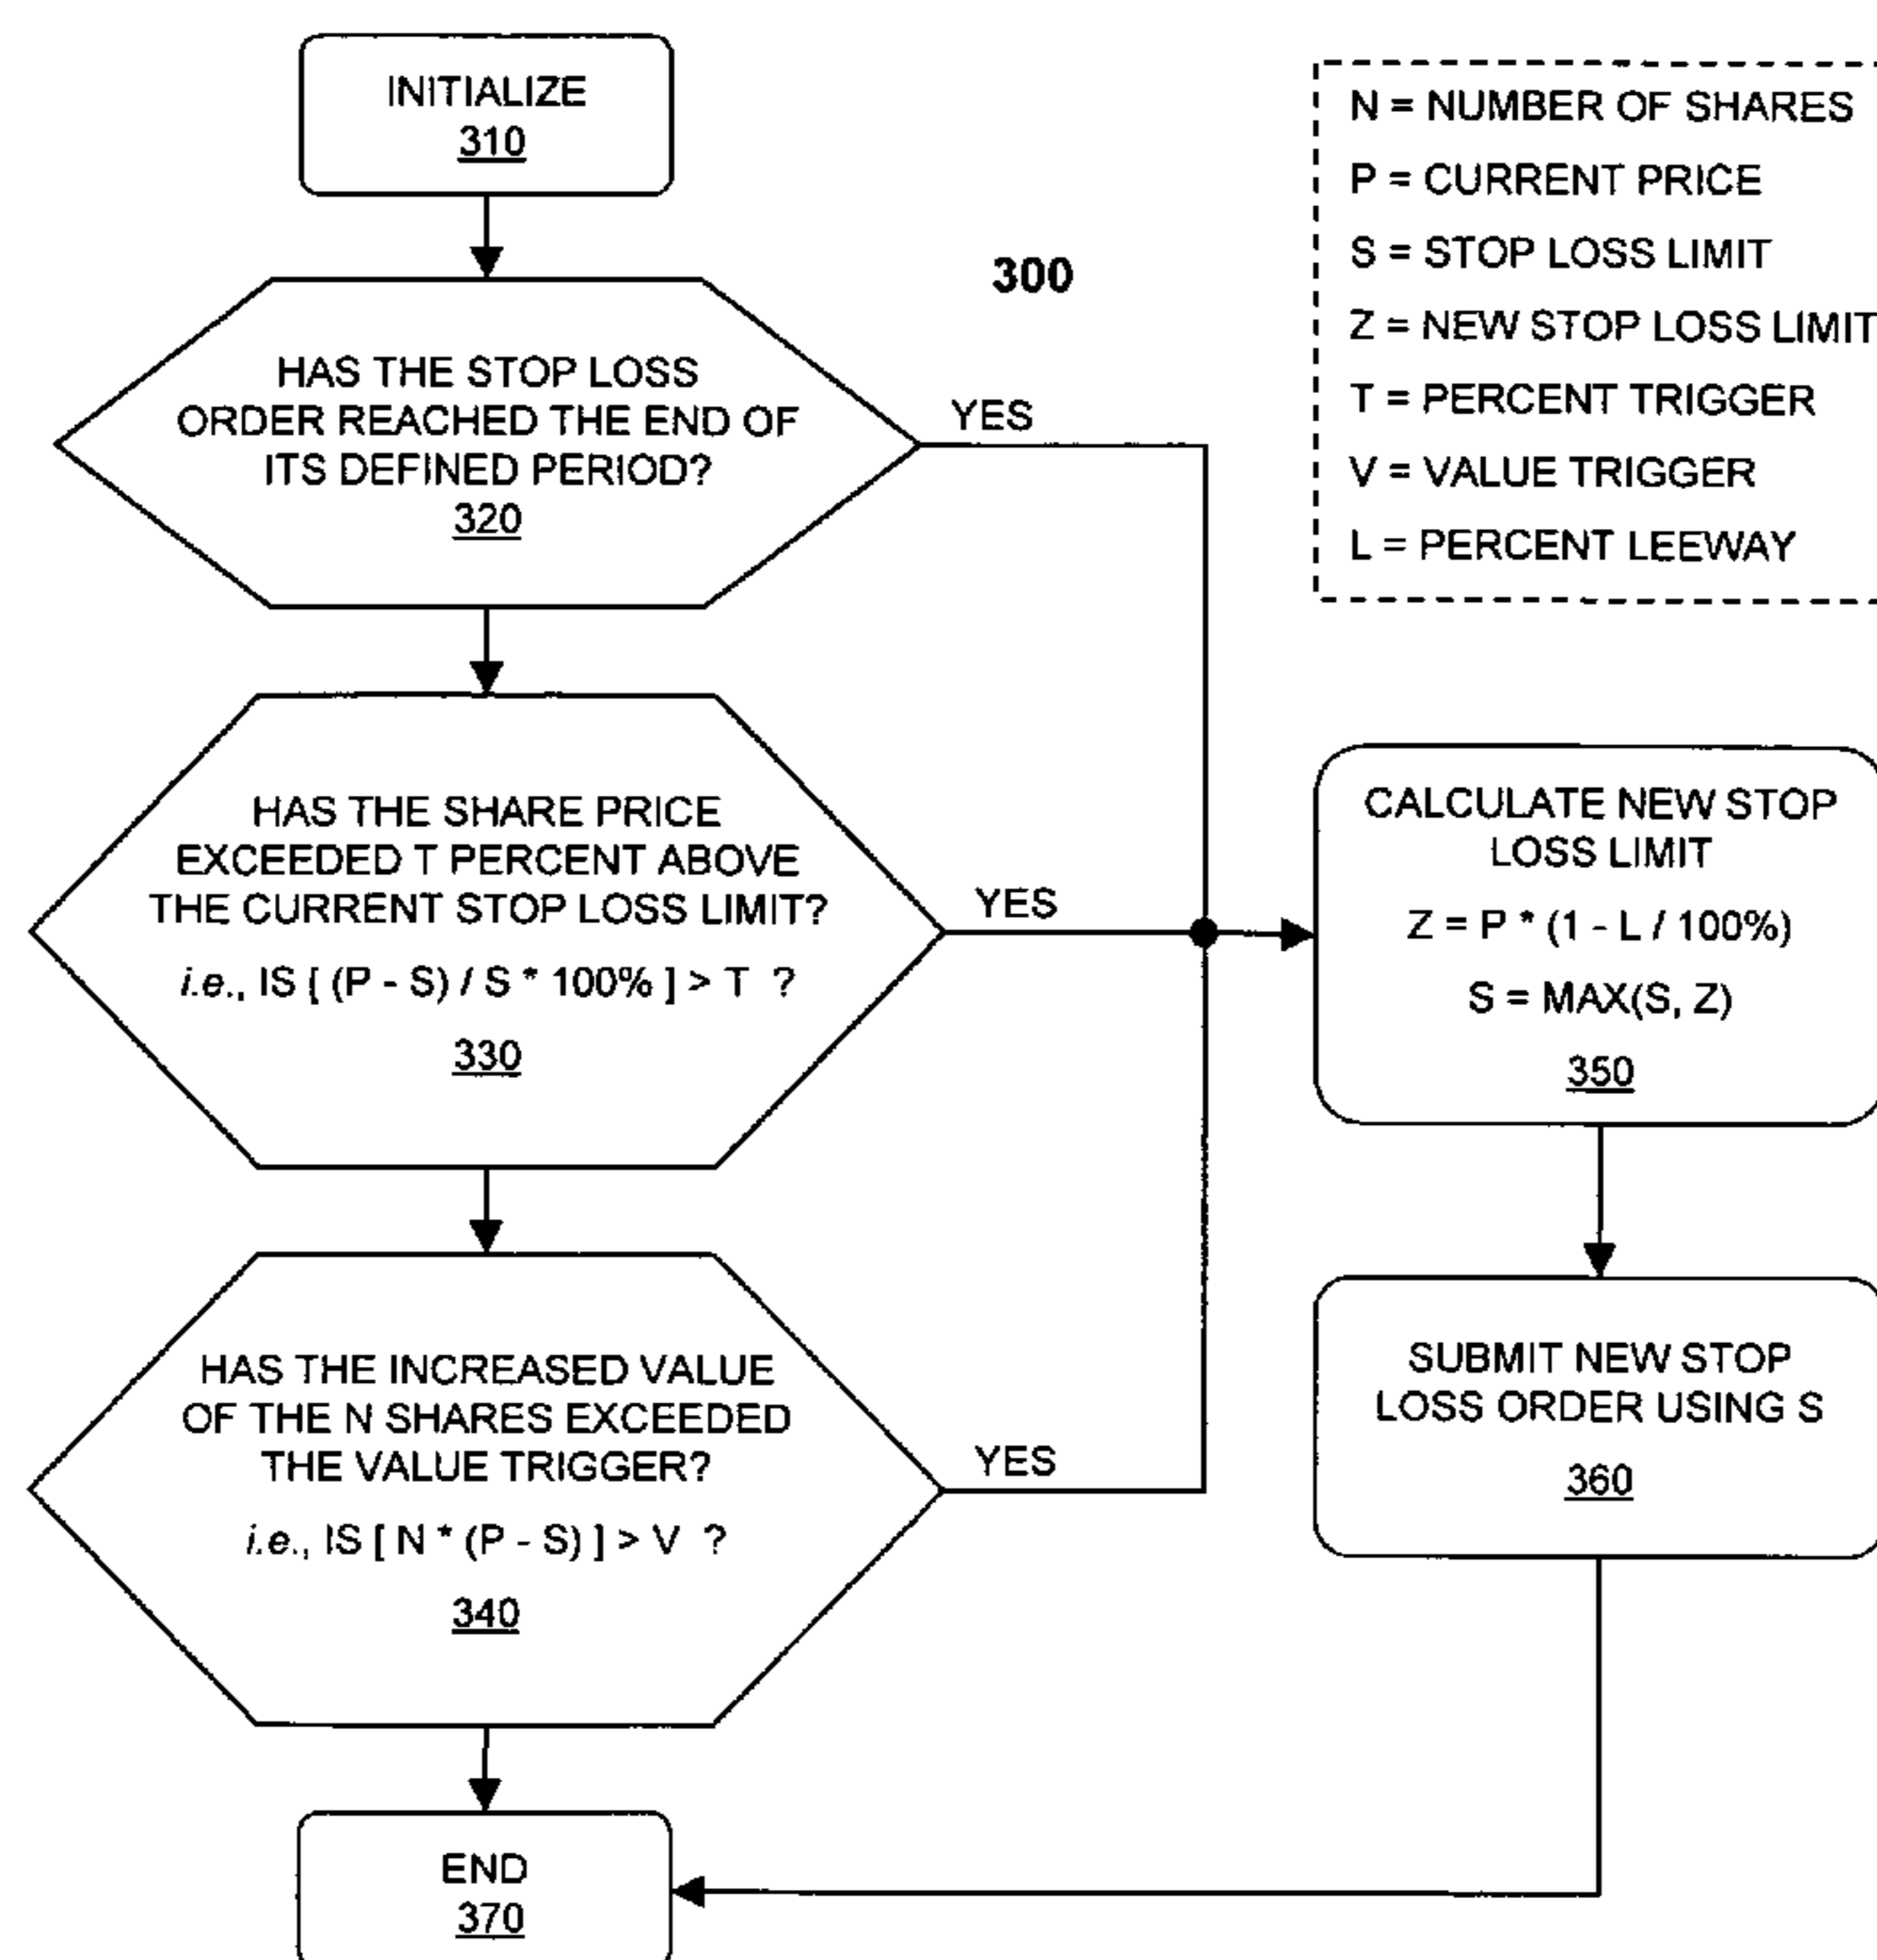 INITIALIZE
310
300
N = NUMBER OF SHARES
P = CURRENT PRICE
S = STOP LOSS LIMIT
Z = NEW STOP LOSS LIMIT
T = PERCENT TRIGGER
V = VALUE TRIGGER
L = PERCENT LEEWAY
HAS THE STOP LOSS
ORDER REACHED THE END OF
ITS DEFINED PERIOD?
320
YES
HAS THE SHARE PRICE
EXCEEDED T PERCENT ABOVE
THE CURRENT STOP LOSS LIMIT?
i.e., IS [ (P - S) / S * 100% ] > T ?
330
YES
CALCULATE NEW STOP
LOSS LIMIT
Z = P * (1 - L / 100%)
S = MAX(S, Z)
350
HAS THE INCREASED VALUE
OF THE N SHARES EXCEEDED
THE VALUE TRIGGER?
i.e., IS [ N * (P - S) ] > V ?
340
YES
SUBMIT NEW STOP
LOSS ORDER USING S
360
END
370